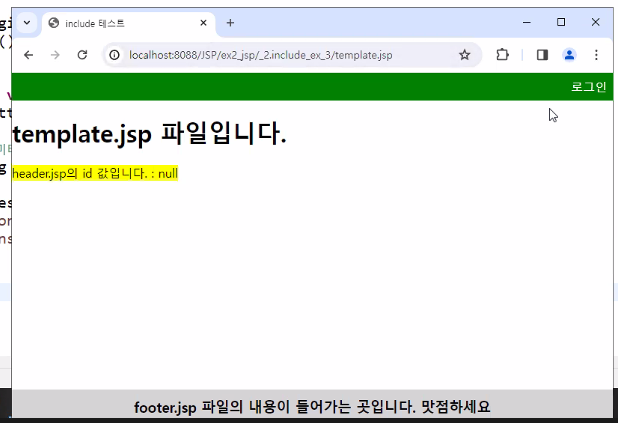 include 테스트
localhost:8088/JSP/ex2_jsp/_2.include_ex_3/template.jsp
로그인
template.jsp 파일입니다.
header.jsp의 id 값입니다. : null
footer.jsp 파일의 내용이 들어가는 곳입니다. 맛점하세요